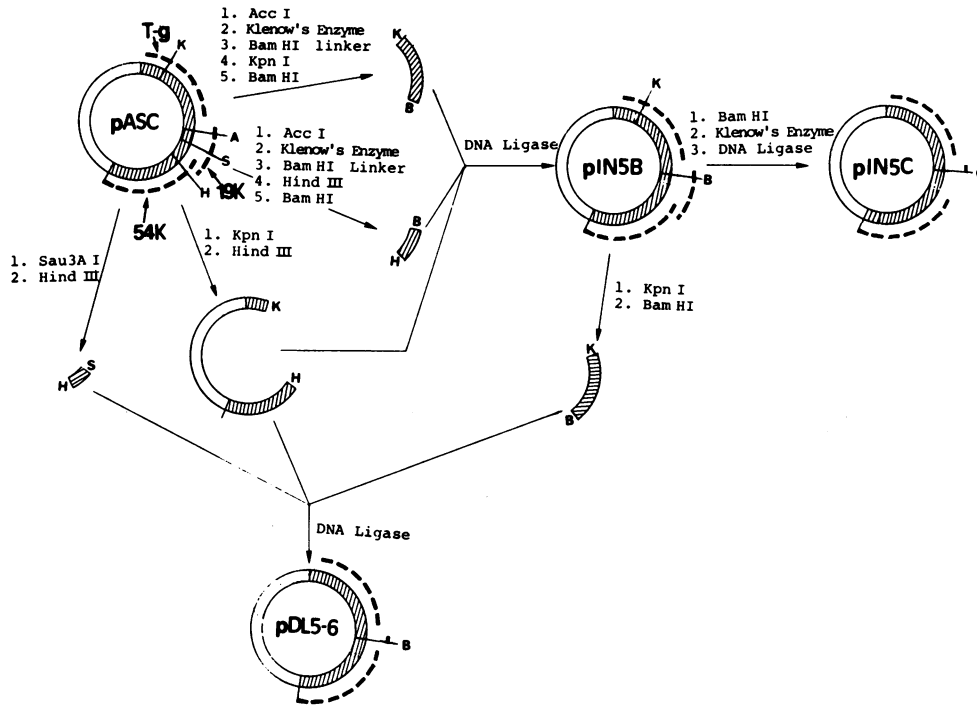 T-g
K
pASC
A
S
H
19K
54K
1. Acc I
2. Klenow's Enzyme
3. Bam HI linker
4. Kpn I
5. Bam HI
K
B
1. Acc I
2. Klenow's Enzyme
3. Bam HI Linker
4. Hind III
5. Bam HI
B
H
DNA Ligase
K
pIN5B
B
1. Bam HI
2. Klenow's Enzyme
3. DNA Ligase
pIN5C
1. Sau3A I
2. Hind III
1. Kpn I
2. Hind III
1. Kpn I
2. Bam HI
S
H
K
H
K
B
DNA Ligase
pDL5-6
B